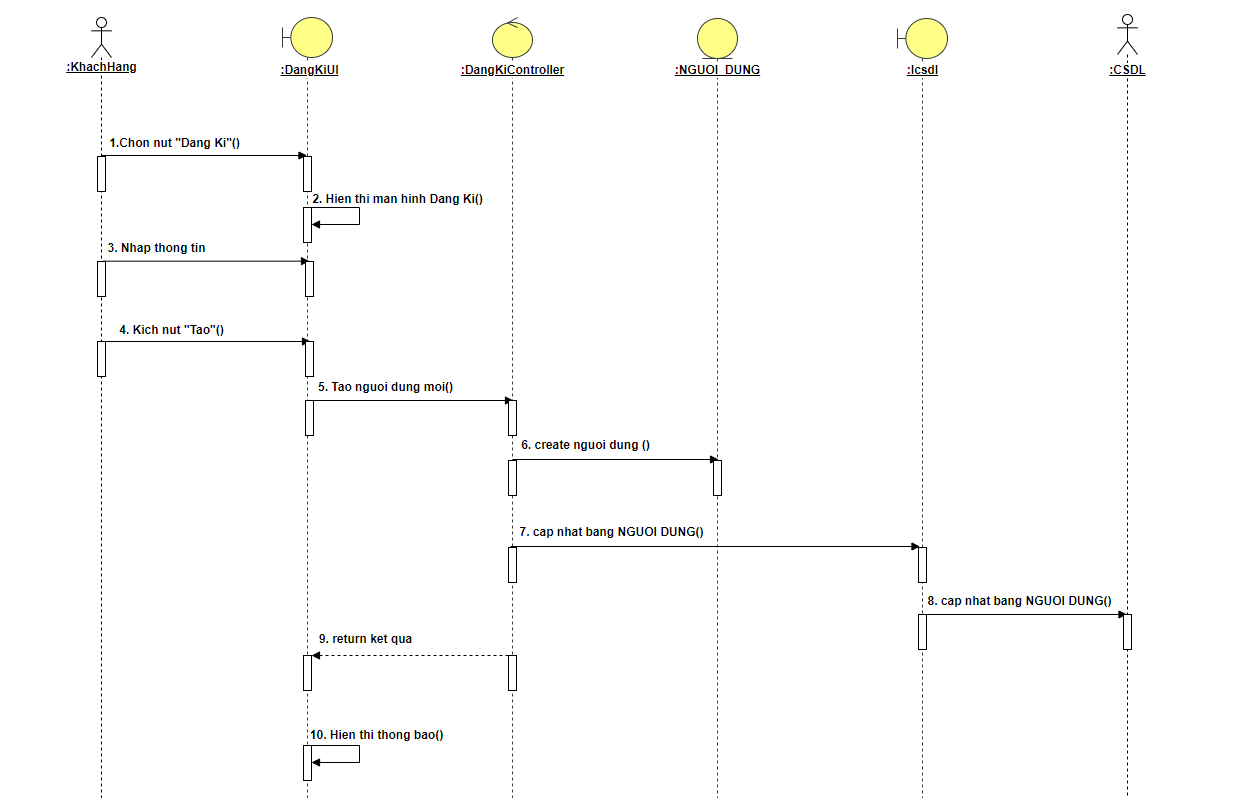 :KhachHang
:DangKiUI
:DangKiController
:NGUOI_DUNG
:Icsdl
:CSDL
1.Chon nut "Dang Ki"()
2. Hien thi man hinh Dang Ki()
3. Nhap thong tin
4. Kich nut "Tao"()
5. Tao nguoi dung moi()
6. create nguoi dung ()
7. cap nhat bang NGUOI DUNG()
8. cap nhat bang NGUOI DUNG()
9. return ket qua
10. Hien thi thong bao()